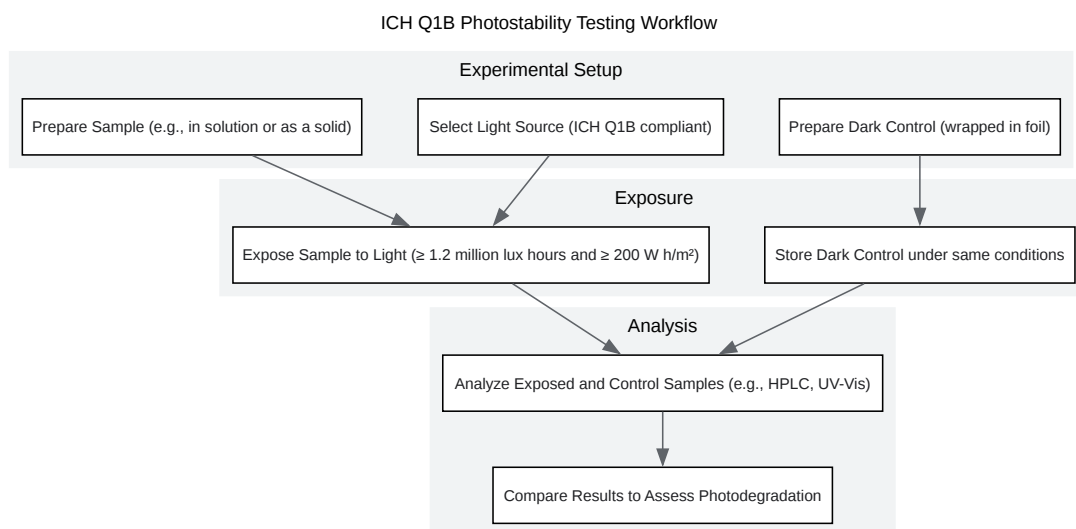 ICH Q1B Photostability Testing Workflow
Experimental Setup
Prepare Sample (e.g., in solution or as a solid)
Select Light Source (ICH Q1B compliant)
Prepare Dark Control (wrapped in foil)
Exposure
Expose Sample to Light (≥ 1.2 million lux hours and ≥ 200 W h/m²)
Store Dark Control under same conditions
Analysis
Analyze Exposed and Control Samples (e.g., HPLC, UV-Vis)
Compare Results to Assess Photodegradation